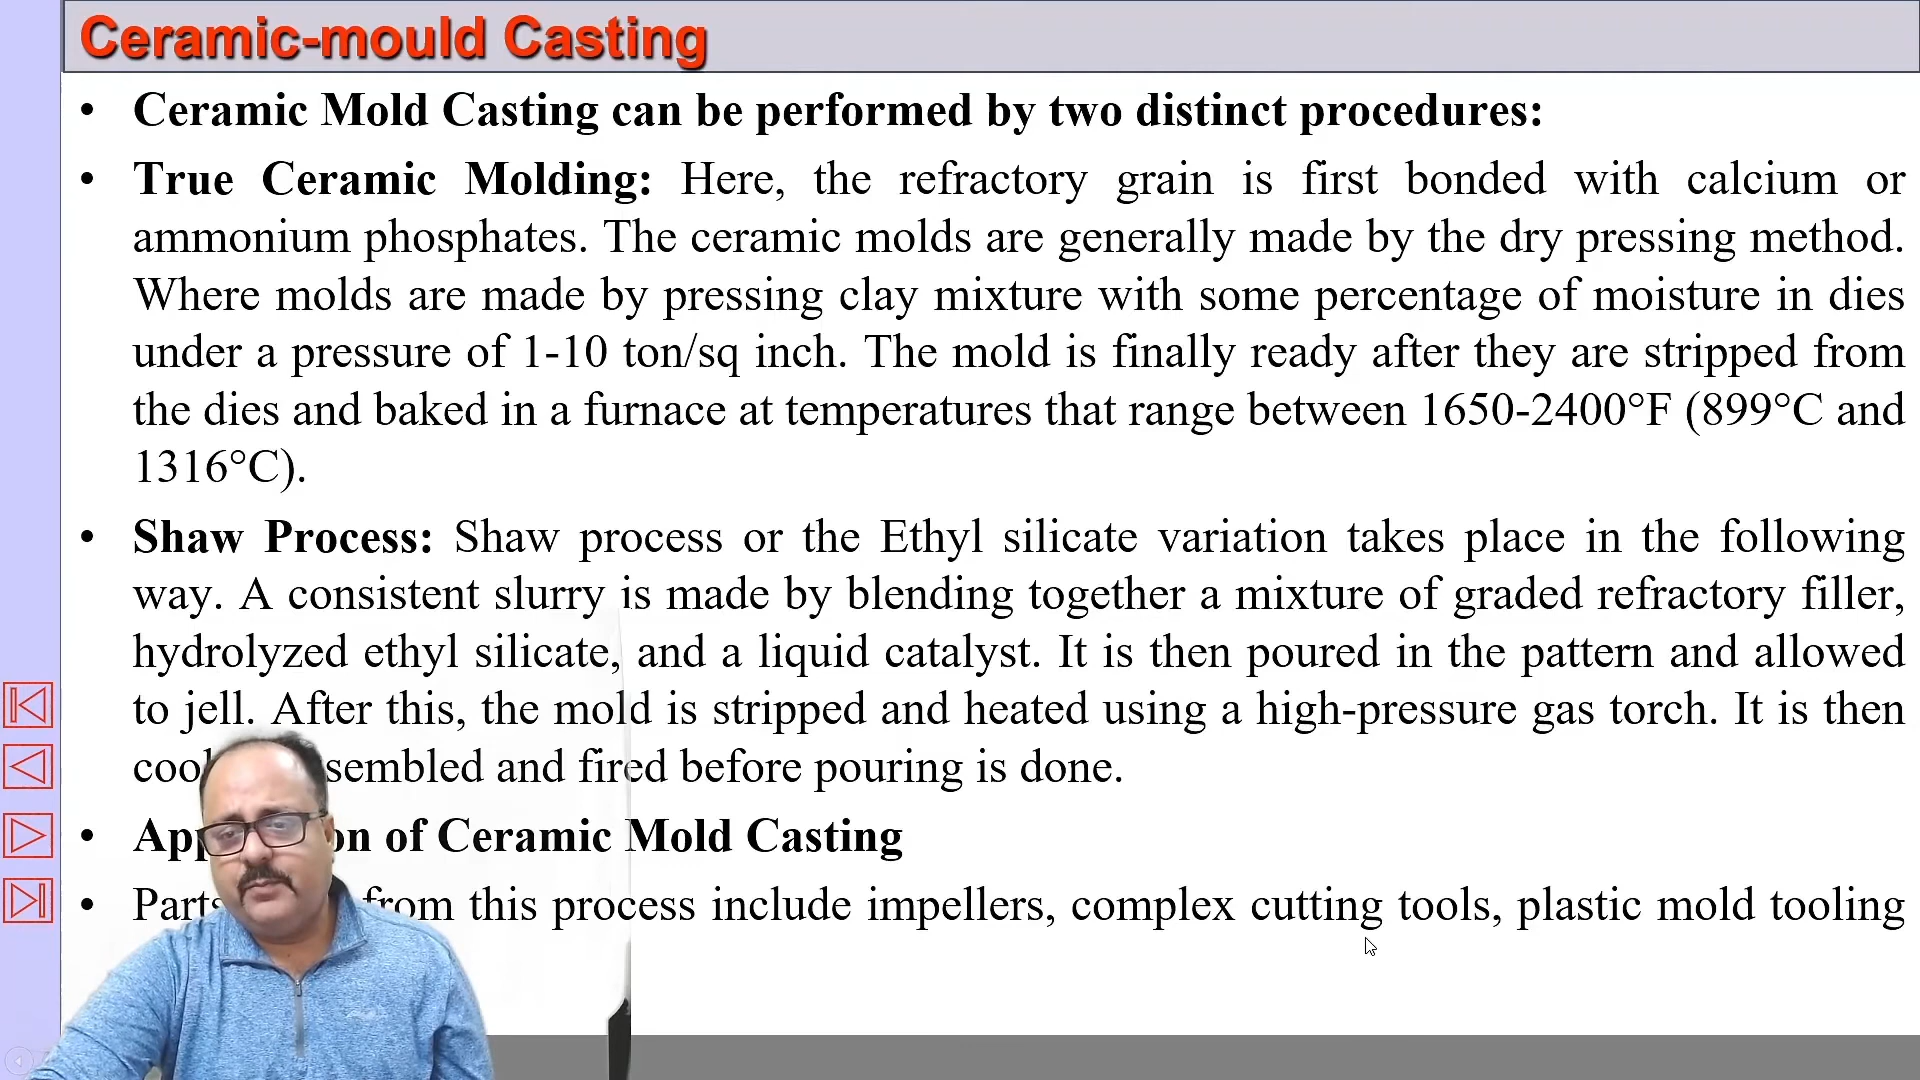 Ceramic-mould Casting
• Ceramic Mold Casting can be performed by two distinct procedures:
• True Ceramic Molding: Here, the refractory grain is first bonded with calcium or
ammonium phosphates. The ceramic molds are generally made by the dry pressing method.
Where molds are made by pressing clay mixture with some percentage of moisture in dies
under a pressure of 1-10 ton/sq inch. The mold is finally ready after they are stripped from
the dies and baked in a furnace at temperatures that range between 1650-2400°F (899°C and
1316°C).
• Shaw Process: Shaw process or the Ethyl silicate variation takes place in the following
way. A consistent slurry is made by blending together a mixture of graded refractory filler,
hydrolyzed ethyl silicate, and a liquid catalyst. It is then poured in the pattern and allowed
to jell. After this, the mold is stripped and heated using a high-pressure gas torch. It is then
and fired before pouring is done.
• of Ceramic Mold Casting
• Parts from this process include impellers, complex cutting tools, plastic mold tooling